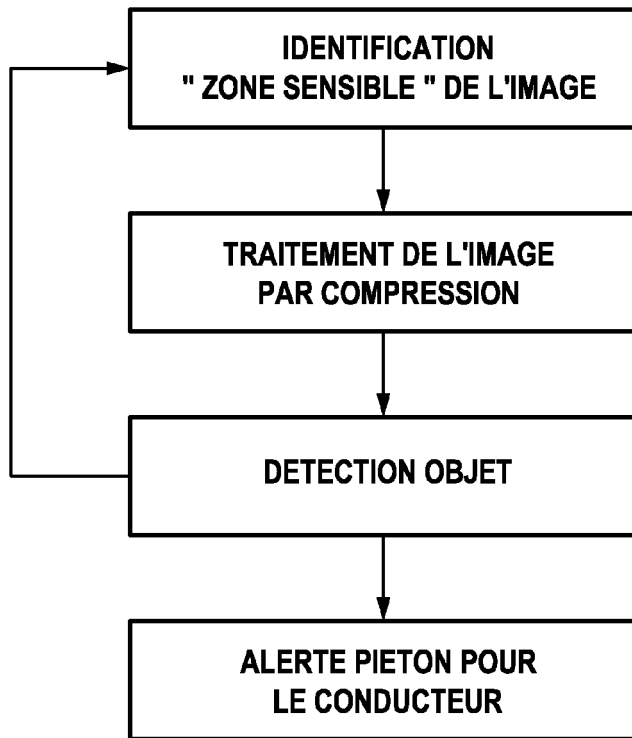 IDENTIFICATION
" ZONE SENSIBLE " DE L'IMAGE
TRAITEMENT DE L'IMAGE
PAR COMPRESSION
DETECTION OBJET
ALERTE PIETON POUR
LE CONDUCTEUR